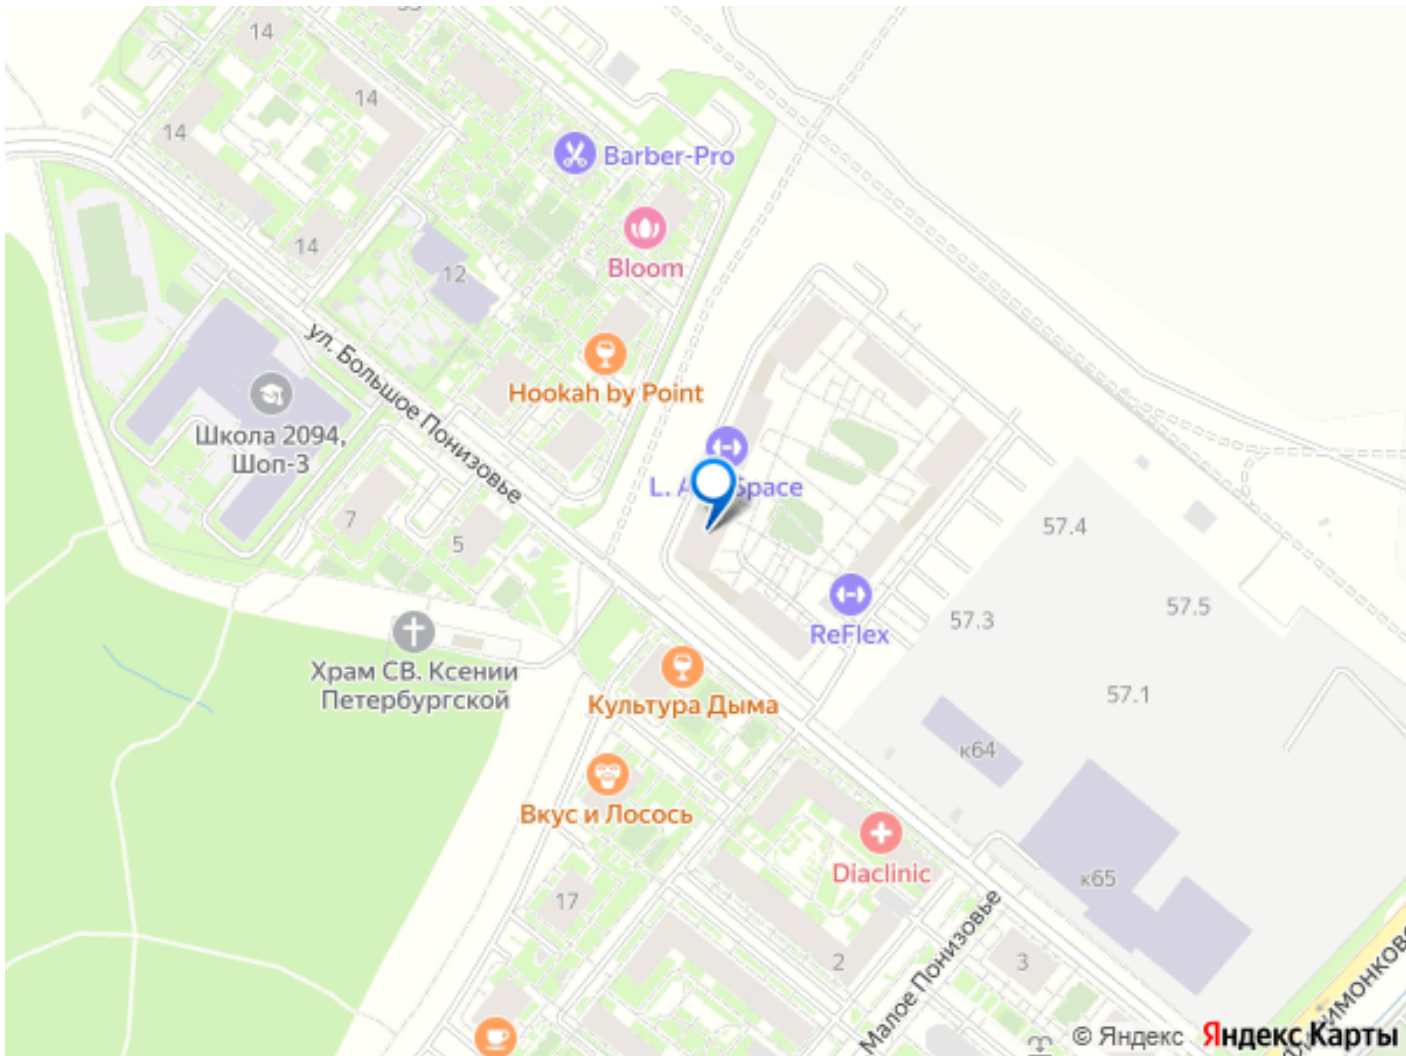 14
14
14
Barber-Pro
14
Bloom
12
ул. Большое Понизовье
Hookah by Point
Школа 2094,
Шоп-3
Space
7
5
57.4
57.5
57.3
ReFlex
Храм СВ. Ксении
Петербургской
57.1
Культура Дыма
к64
Вкус и Лосось
Diaclinic
к65
17
2
Малое Понизовье
3
© Яндекс
Яндекс Карты